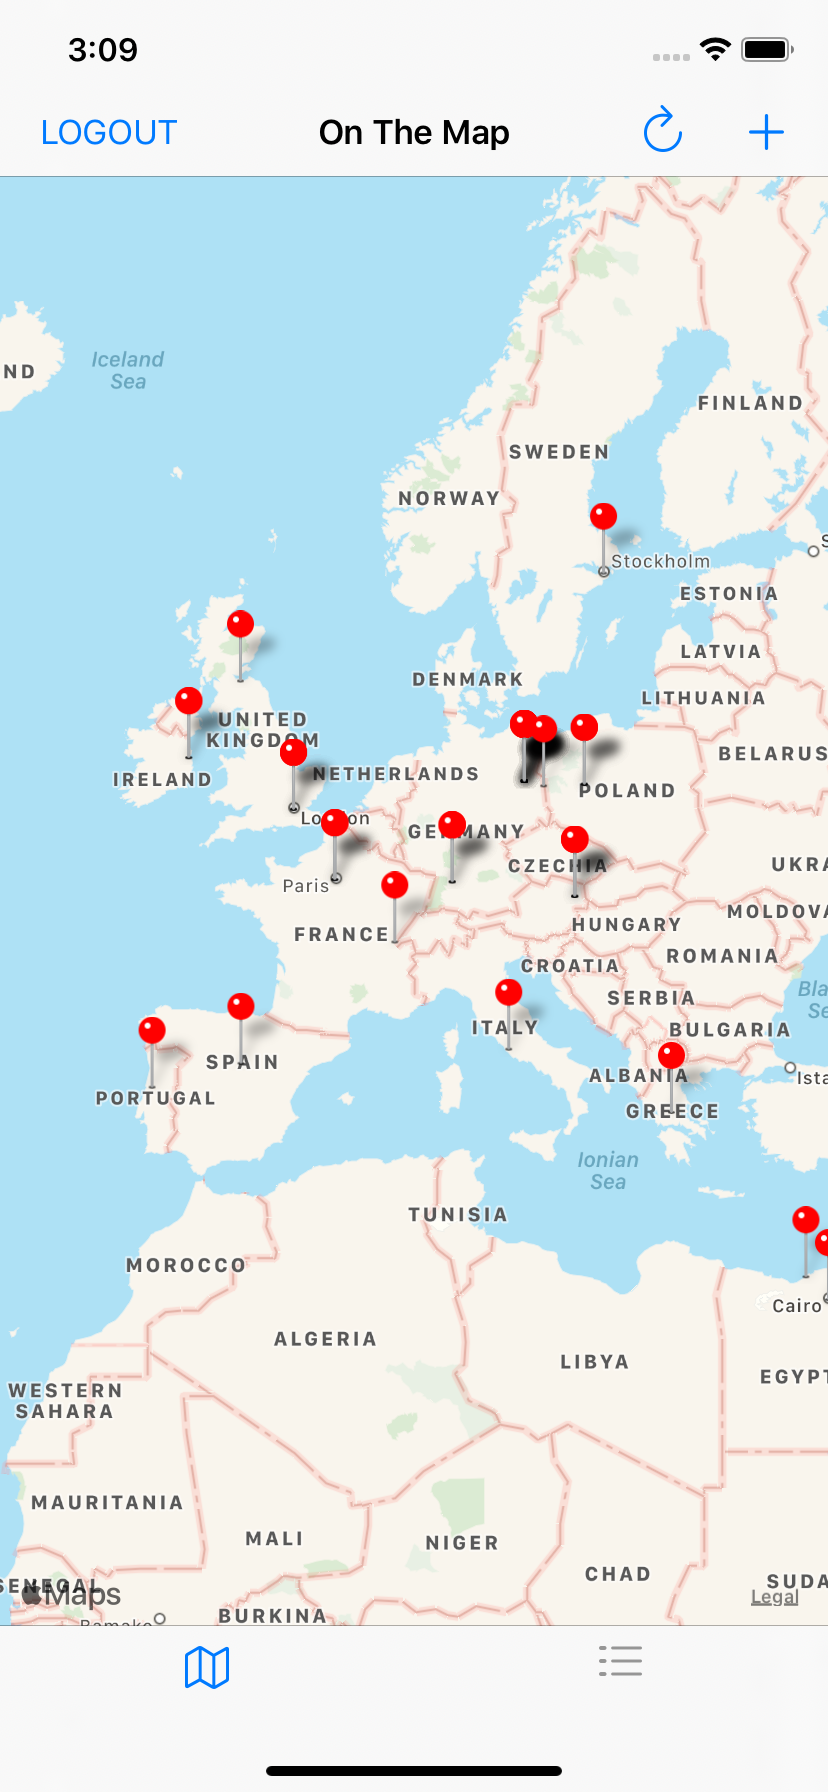 3:09
LOGOUT On The Map
Iceland
Sea
ND
FINLAND
SWEDEN
NORWAY
Stockholm
ESTONIA
LATVIA
DENMARK
LITHUANIA
UNITED
KINGDOM
BELARUS
IRELAND
NETHERLANDS
POLAND
London
GERMANY
CZECHIA
UKRA
Paris
MOLDOVA
HUNGARY
FRANCE
ROMANIA
CROATIA
Bla
Se
SERBIA
ITALY
BULGARIA
SPAIN
ALBANIA
Ista
PORTUGAL
GREECE
Ionian
Sea
TUNISIA
MOROCCO
Cairo
ALGERIA
LIBYA
EGYPT
WESTERN
SAHARA
MAURITANIA
MALI
NIGER
CHAD
SUDA
SENEGAL
Maps
Legal
BURKINA
Bamako